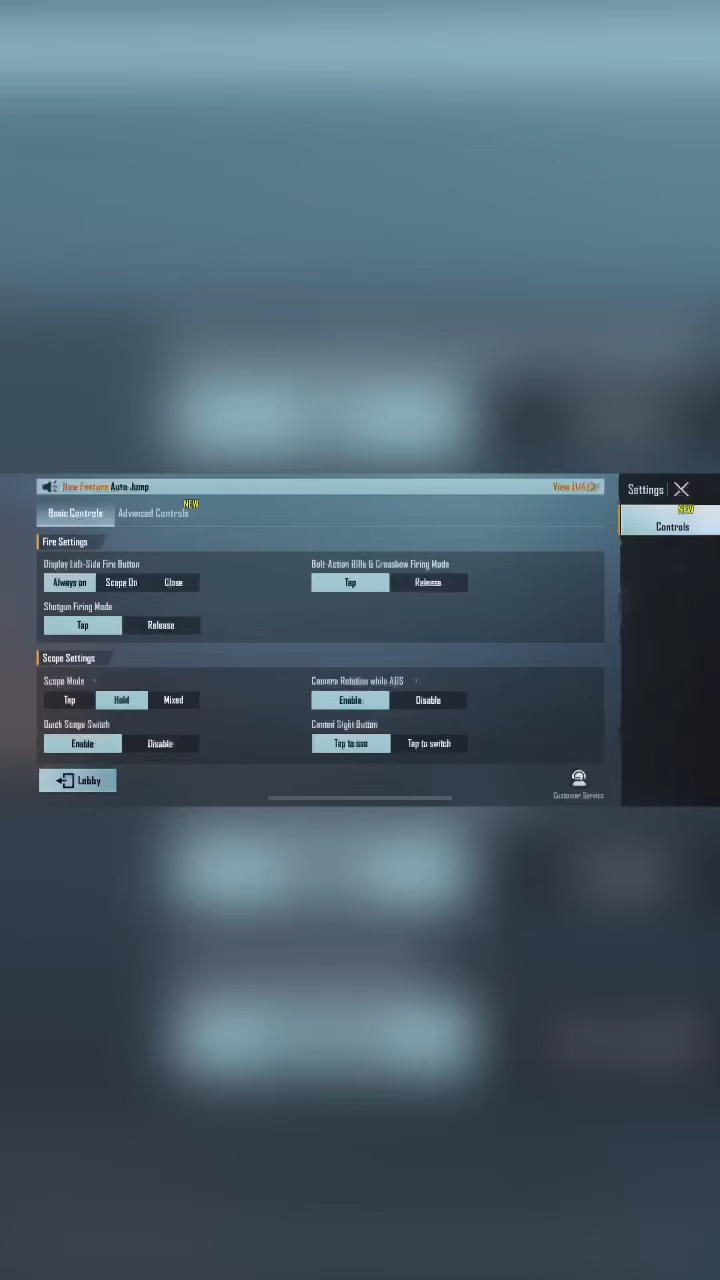 New Feature Auto Jump
View (1/4)
Settings
NEW
Controls
NEW
Basic Controls
Advanced Controls
Fire Settings
Display Left-Side Fire Button
Bolt-Action Rifle & Crossbow Firing Mode
Always on
Scope On
Close
Tap
Release
Shotgun Firing Mode
Tap
Release
Scope Settings
Scope Mode
Camera Rotation while ADS
Tap
Hold
Mixed
Enable
Disable
Quick Scope Switch
Canted Sight Button
Enable
Disable
Tap to use
Tap to switch
Lobby
Customer Service